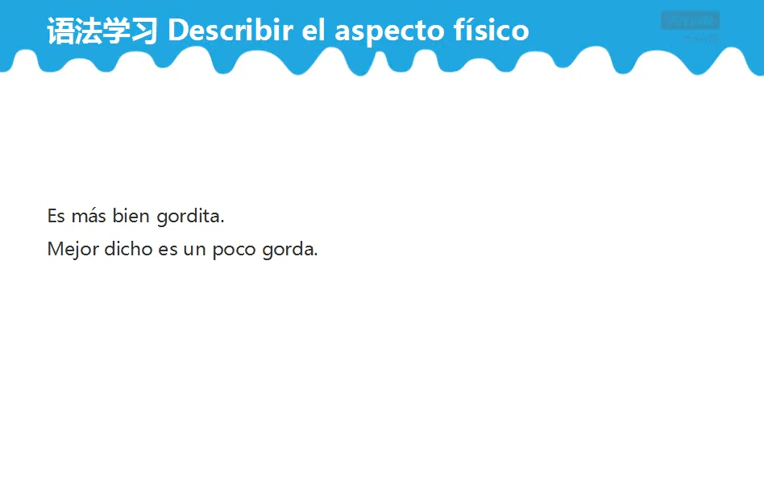 语法学习 Describir el aspecto físico
Es más bien gordita.
Mejor dicho es un poco gorda.